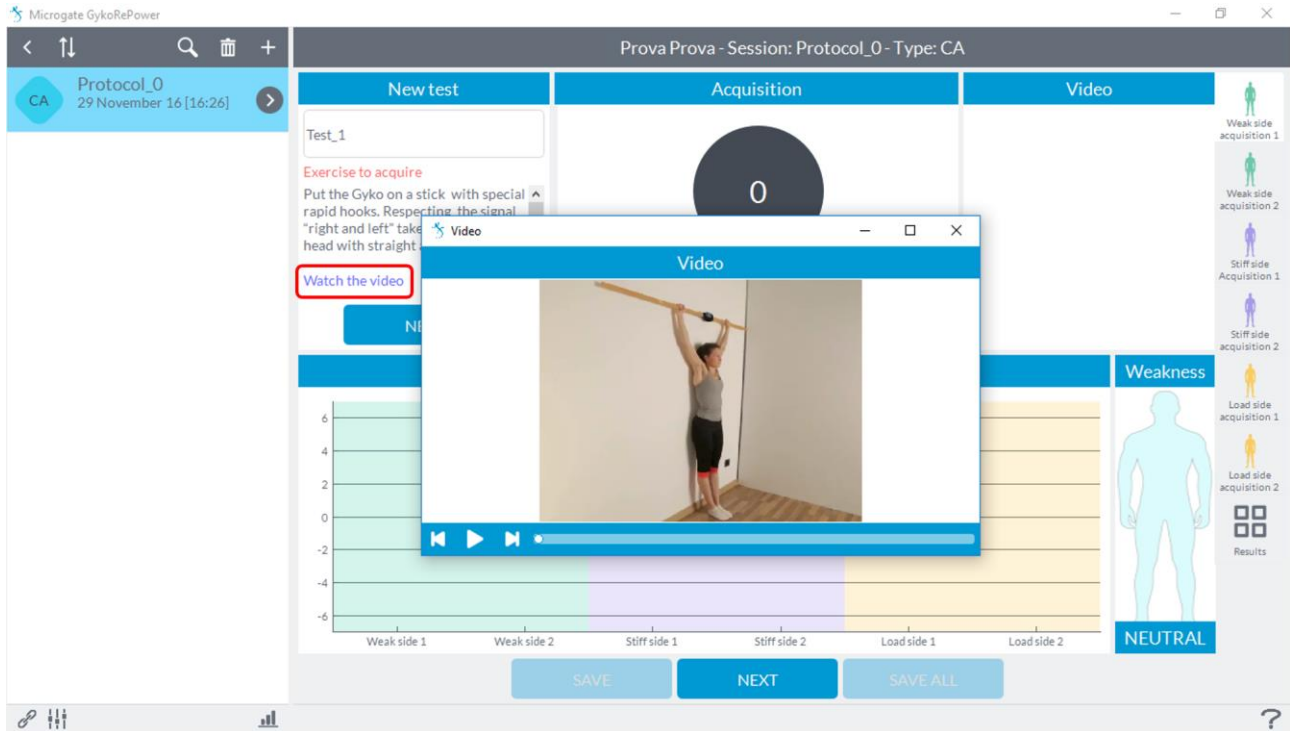 Microgate GykoRePower
Prova Prova - Session: Protocol_0 - Type: CA
CA
Protocol_0
29 November 16 [16:26]
New test
Acquisition
Video
Test_1
Exercise to acquire
Put the Gyko on a stick with special
rapid hooks. Respecting the signal
"right and left" take
head with straight
Watch the video
0
Video
Video
Weakness
6
4
2
0
-2
-4
-6
Weak side 1
Weak side 2
Stiff side 1
Stiff side 2
Load side 1
Load side 2
NEUTRAL
SAVE
NEXT
SAVE ALL
Weak side
acquisition 1
Weak side
acquisition 2
Stiff side
Acquisition 1
Stiff side
acquisition 2
Load side
acquisition 1
Load side
acquisition 2
Results